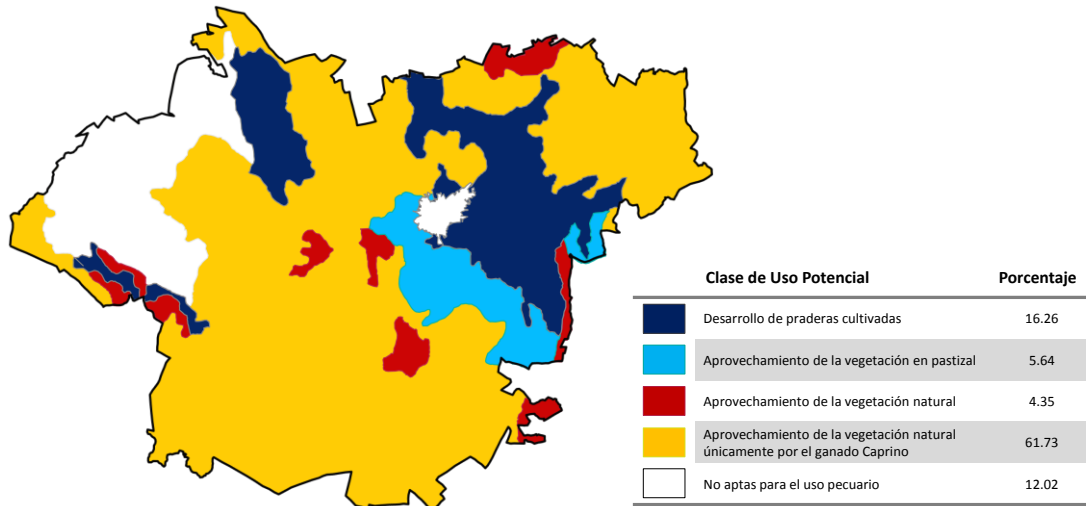 Clase de Uso Potencial Porcentaje
Desarrollo de praderas cultivadas 16.26
Aprovechamiento de la vegetación en pastizal 5.64
Aprovechamiento de la vegetación natural 4.35
Aprovechamiento de la vegetación natural
únicamente por el ganado Caprino 61.73
No aptas para el uso pecuario 12.02